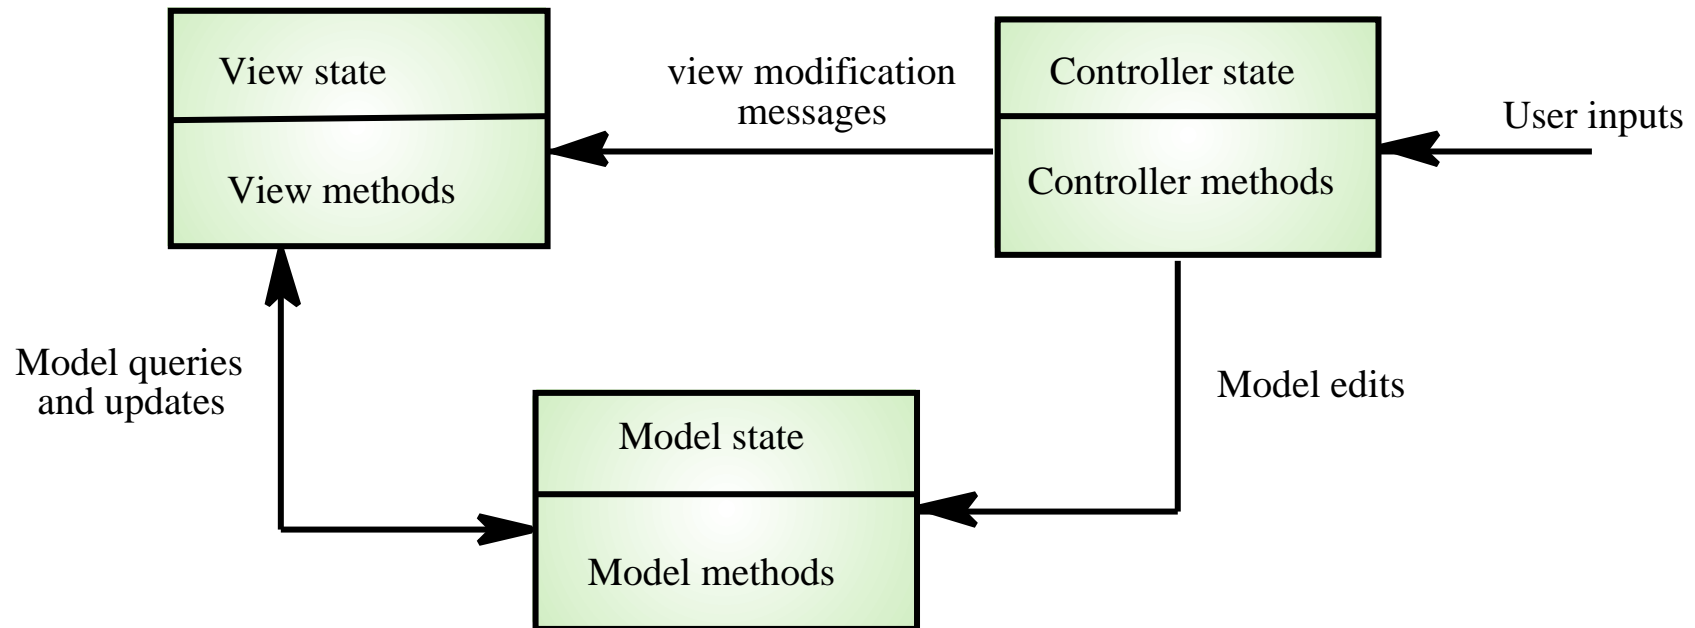 View state
View methods
view modification
messages
Controller state
Controller methods
User inputs
Model queries
and updates
Model state
Model methods
Model edits